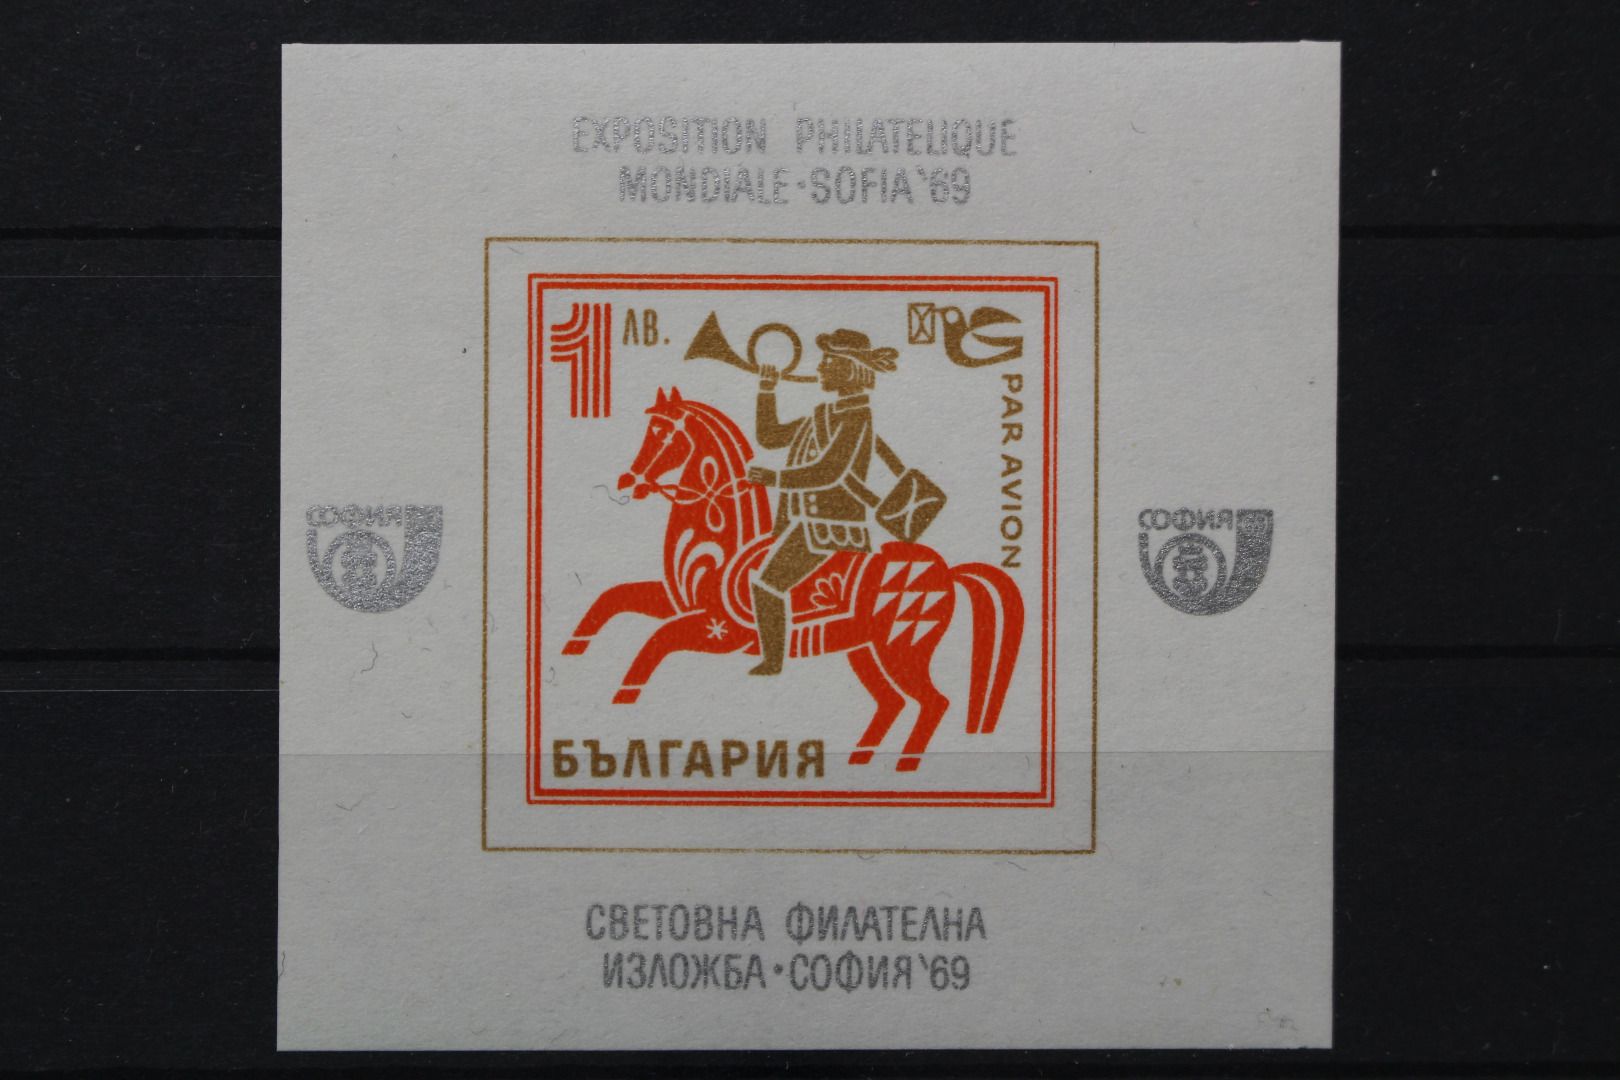 EXPOSITION PHILATELIQUE
MONDIALE · SOFIA '69
1 ЛВ.
PAR AVION
СОФИЯ
СОФИЯ
БЪЛГАРИЯ
СВЕТОВНА ФИЛАТЕЛНА
ИЗЛОЖБА · СОФИЯ '69